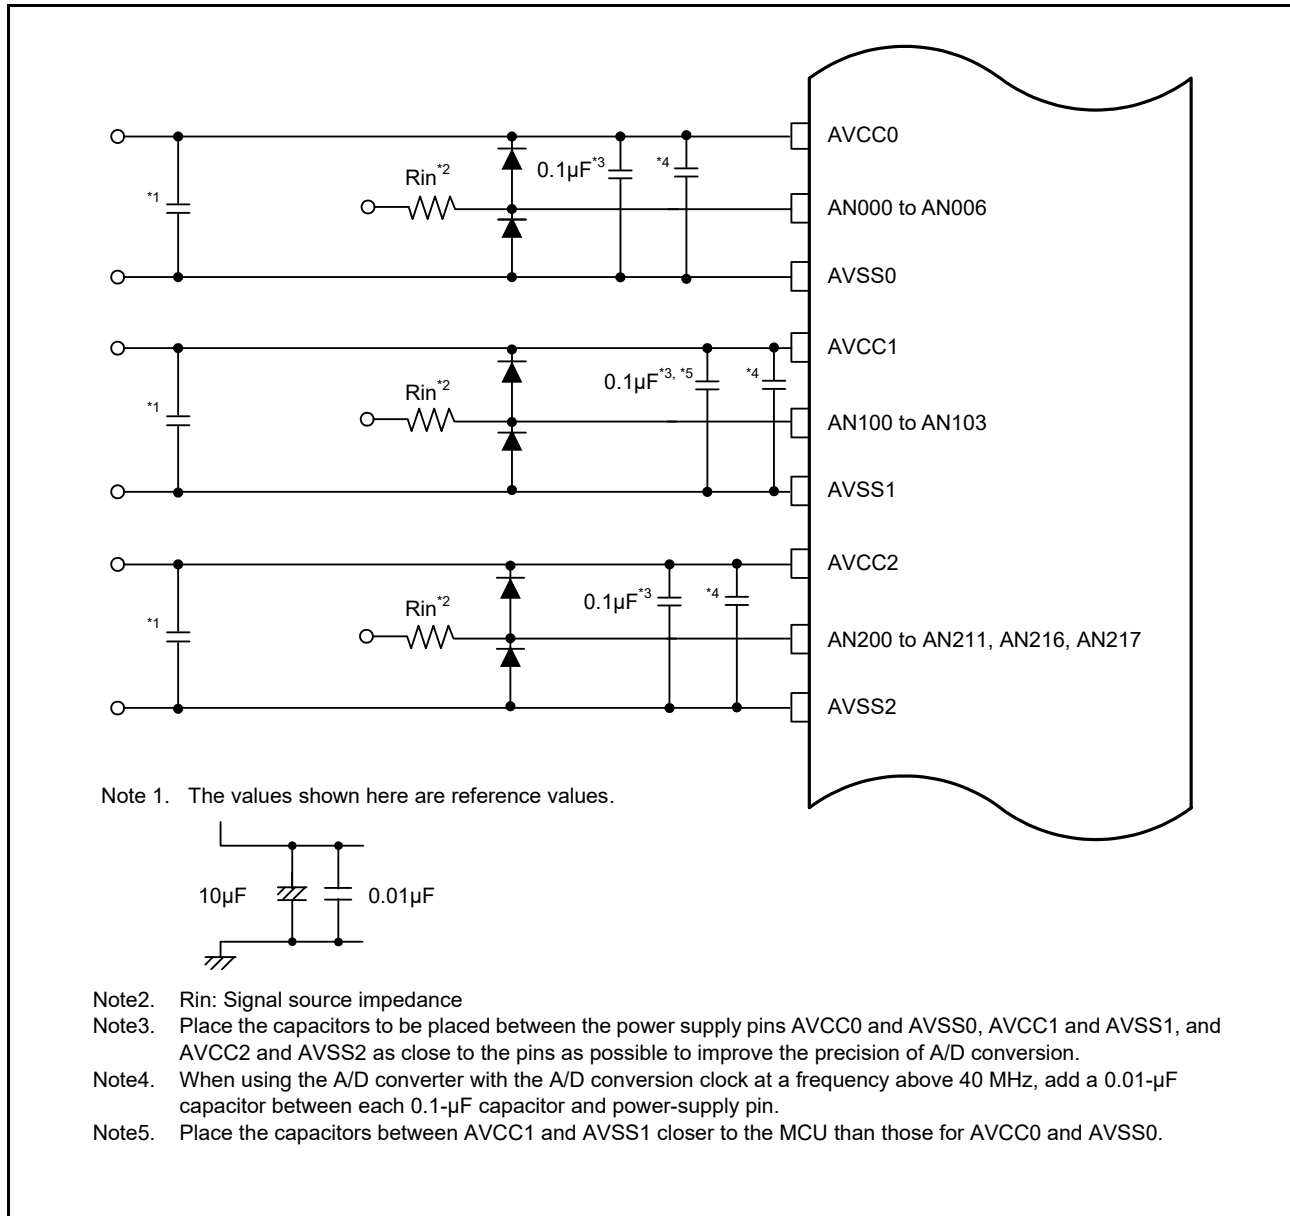 AVCC0
0.1µF*3
*4
Rin*2
*1
AN000 to AN006
AVSS0
AVCC1
0.1µF*3, *5
*4
Rin*2
*1
AN100 to AN103
AVSS1
AVCC2
0.1µF*3
*4
Rin*2
*1
AN200 to AN211, AN216, AN217
AVSS2
Note 1. The values shown here are reference values.
10µF
0.01µF
Note2. Rin: Signal source impedance
Note3. Place the capacitors to be placed between the power supply pins AVCC0 and AVSS0, AVCC1 and AVSS1, and
AVCC2 and AVSS2 as close to the pins as possible to improve the precision of A/D conversion.
Note4. When using the A/D converter with the A/D conversion clock at a frequency above 40 MHz, add a 0.01-µF
capacitor between each 0.1-µF capacitor and power-supply pin.
Note5. Place the capacitors between AVCC1 and AVSS1 closer to the MCU than those for AVCC0 and AVSS0.